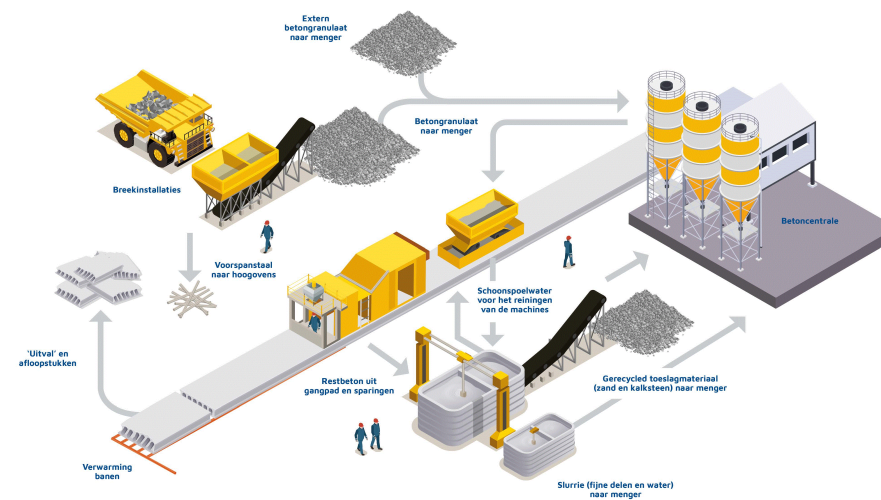 Extern
betongranulaat
naar menger
Betongranulaat
naar menger
Breekinstallaties
Betoncentrale
Voorspanstaal
naar hoogovens
Schoonspoelwater
voor het reiningen
van de machines
'Uitval' en
afloopstukken
Restbeton uit
gangpad en sparingen
Gerecycled toeslagmateriaal
(zand en kalksteen) naar menger
Verwarming
banen
Slurrie (fijne delen en water)
naar menger